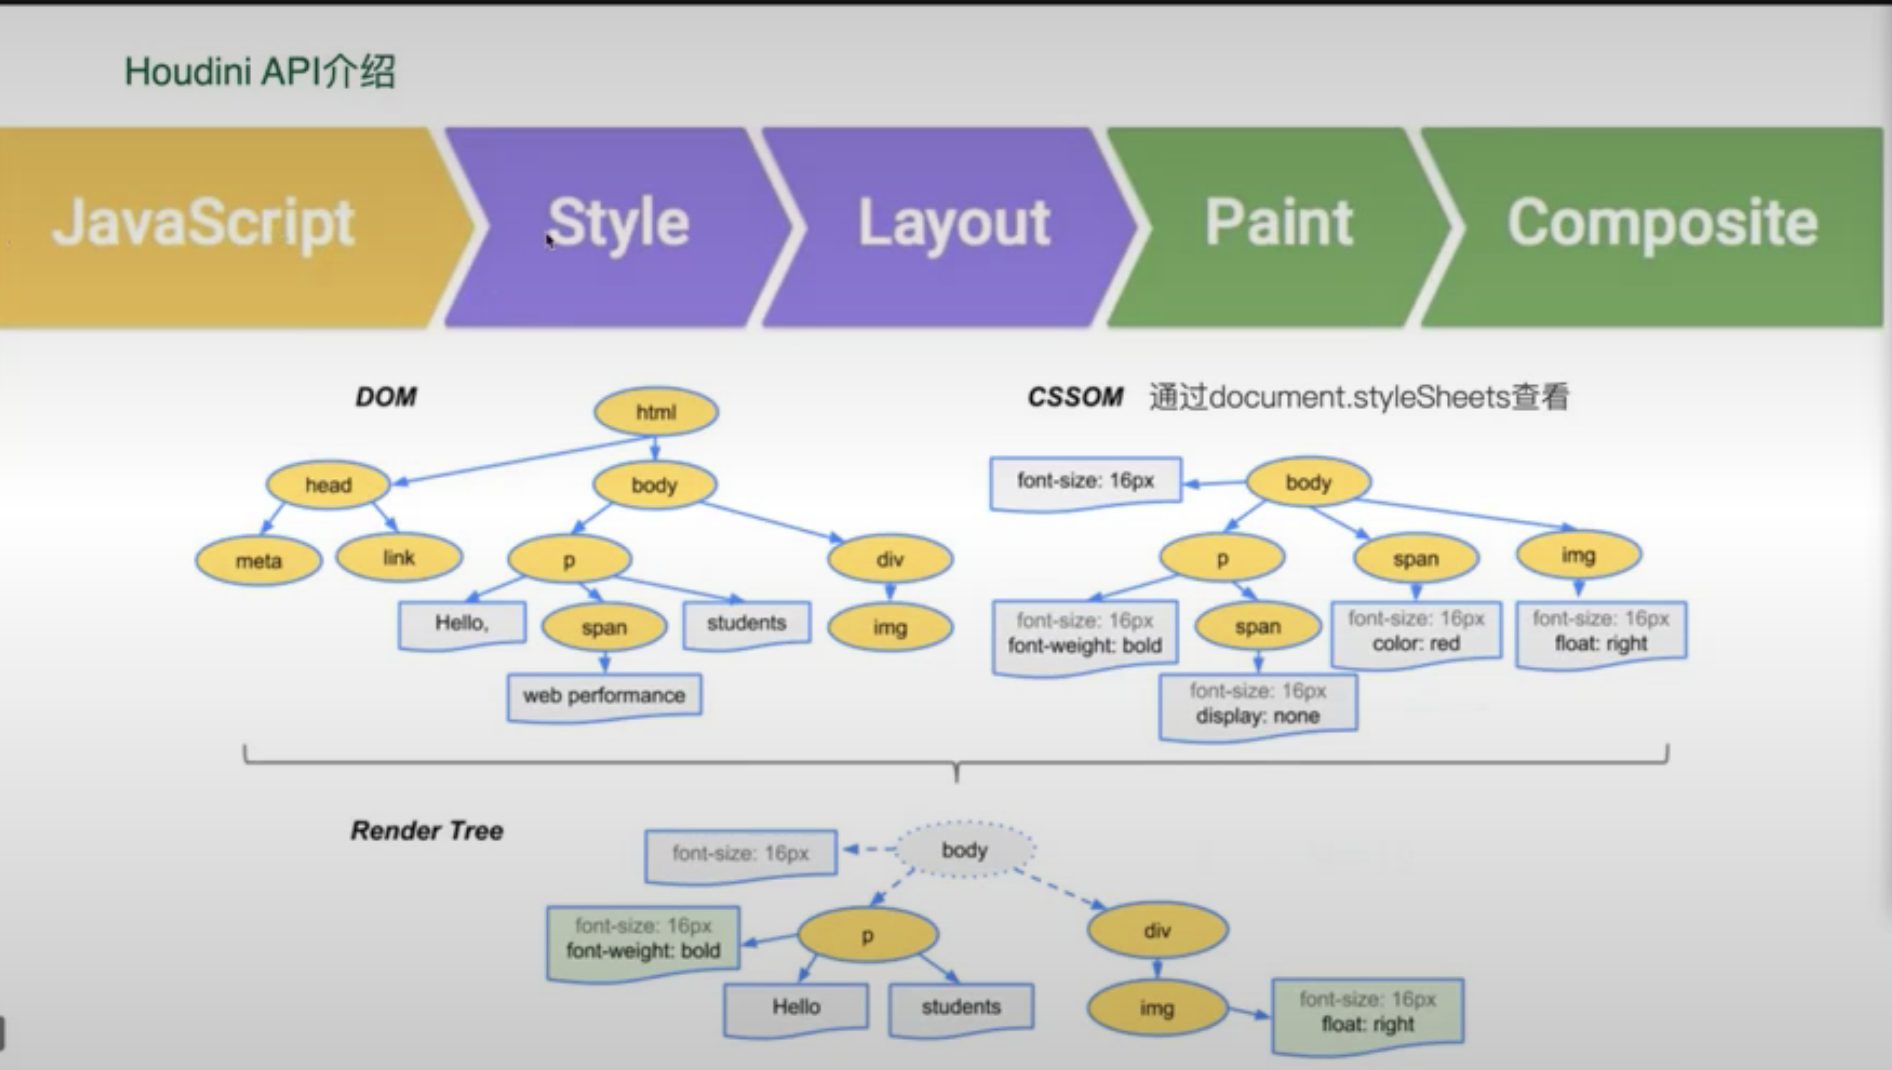 Houdini API介绍
JavaScript
Style
Layout
Paint
Composite
DOM
html
head
body
meta
link
p
div
Hello,
span
students
img
web performance
CSSOM 通过document.styleSheets查看
font-size: 16px
body
p
span
img
font-size: 16px
font-weight: bold
span
font-size: 16px
color: red
font-size: 16px
float: right
font-size: 16px
display: none
Render Tree
font-size: 16px
body
font-size: 16px
font-weight: bold
p
div
Hello
students
img
font-size: 16px
float: right